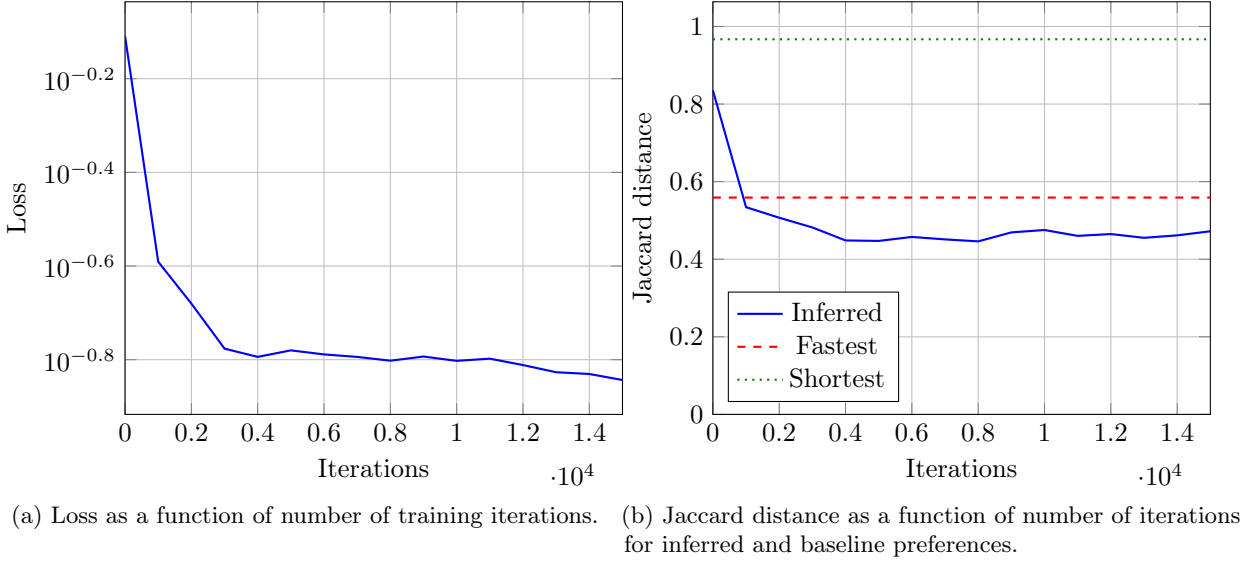 10^−0.2
10^−0.4
10^−0.6
10^−0.8
Loss
0 0.2 0.4 0.6 0.8 1 1.2 1.4
Iterations
·10^4
(a) Loss as a function of number of training iterations.
1
0.8
0.6
0.4
0.2
0
Jaccard distance
Inferred
Fastest
Shortest
0 0.2 0.4 0.6 0.8 1 1.2 1.4
Iterations
·10^4
(b) Jaccard distance as a function of number of iterations
for inferred and baseline preferences.